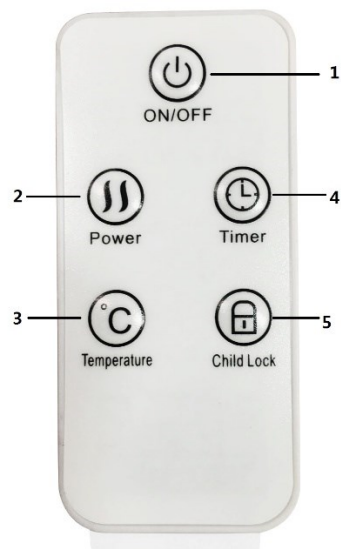 1
ON/OFF
2
4
Power
Timer
3
°C
5
Temperature
Child Lock